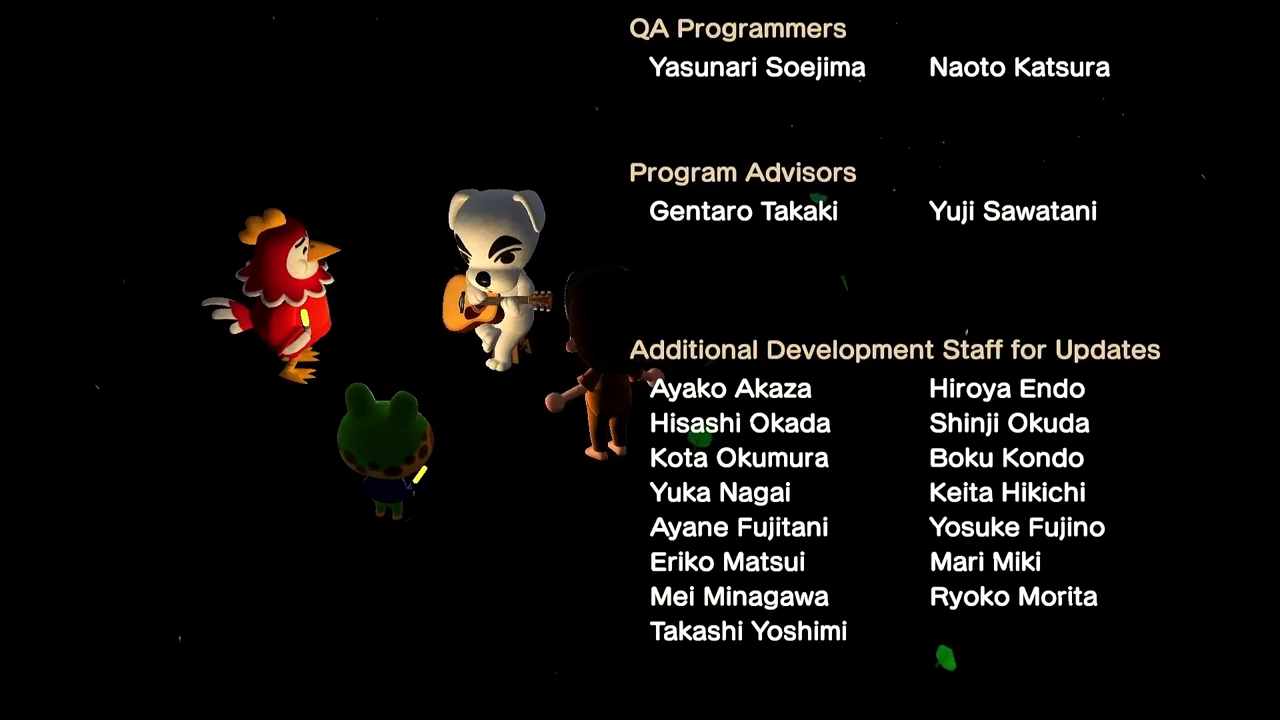 QA Programmers
Yasunari Soejima Naoto Katsura
Program Advisors
Gentaro Takaki Yuji Sawatani
Additional Development Staff for Updates
Ayako Akaza Hiroya Endo
Hisashi Okada Shinji Okuda
Kota Okumura Boku Kondo
Yuka Nagai Keita Hikichi
Ayane Fujitani Yosuke Fujino
Eriko Matsui Mari Miki
Mei Minagawa Ryoko Morita
Takashi Yoshimi